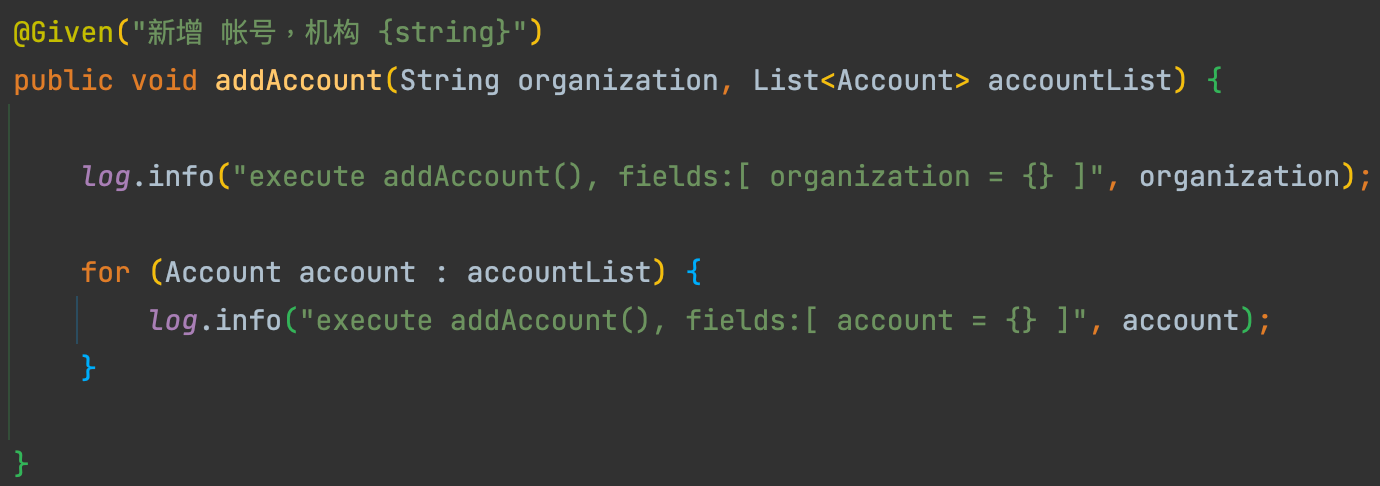 @Given("新增 帐号，机构 {string}")
public void addAccount(String organization, List<Account> accountList) {
log.info("execute addAccount(), fields:[ organization = {} ]", organization);
for (Account account : accountList) {
log.info("execute addAccount(), fields:[ account = {} ]", account);
}
}